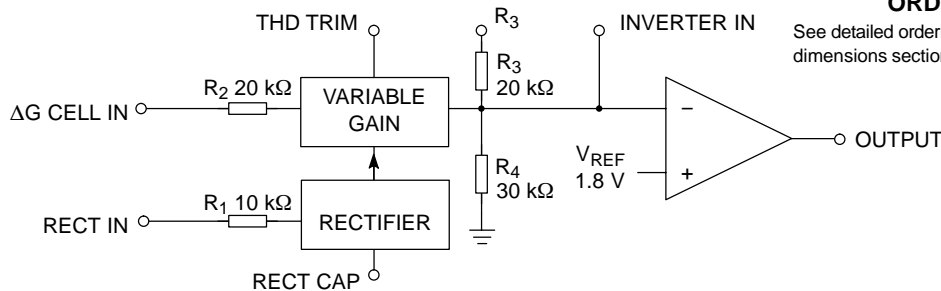 ORD
See detailed order
dimensions section
THD TRIM
R3
INVERTER IN
R3
20 kΩ
R2 20 kΩ
ΔG CELL IN
VARIABLE
GAIN
−
OUTPUT
VREF
1.8 V
+
R4
30 kΩ
R1 10 kΩ
RECT IN
RECTIFIER
RECT CAP